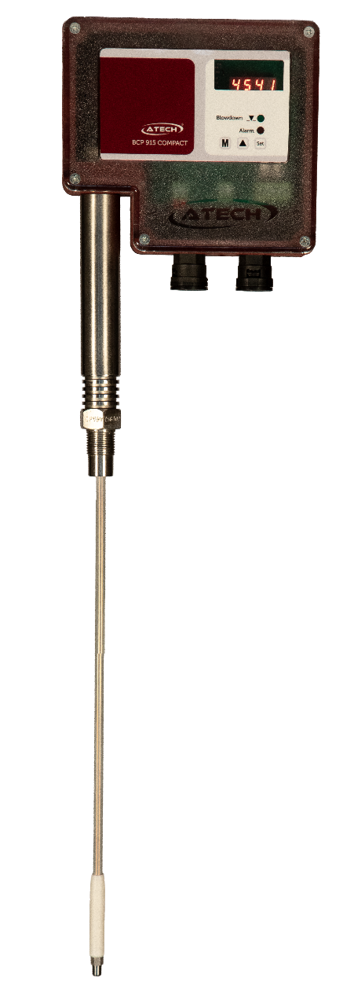 4541
ATECH
BCP 915 COMPACT
Blowdown
Alarm
M
Set
ATECH